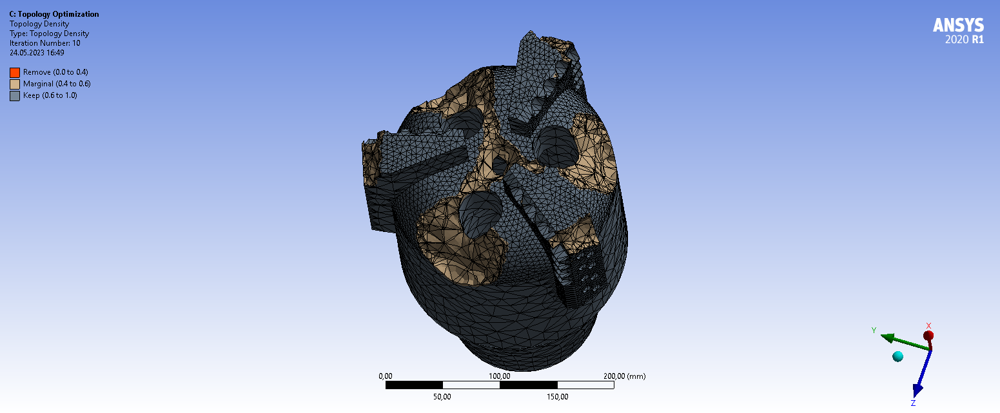 C: Topology Optimization
Topology Density
Type: Topology Density
Iteration Number: 10
24.05.2023 16:49
Remove (0.0 to 0.4)
Marginal (0.4 to 0.6)
Keep (0.6 to 1.0)
ANSYS
2020 R1
X
Y
Z
0,00 100,00 200,00 (mm)
50,00 150,00